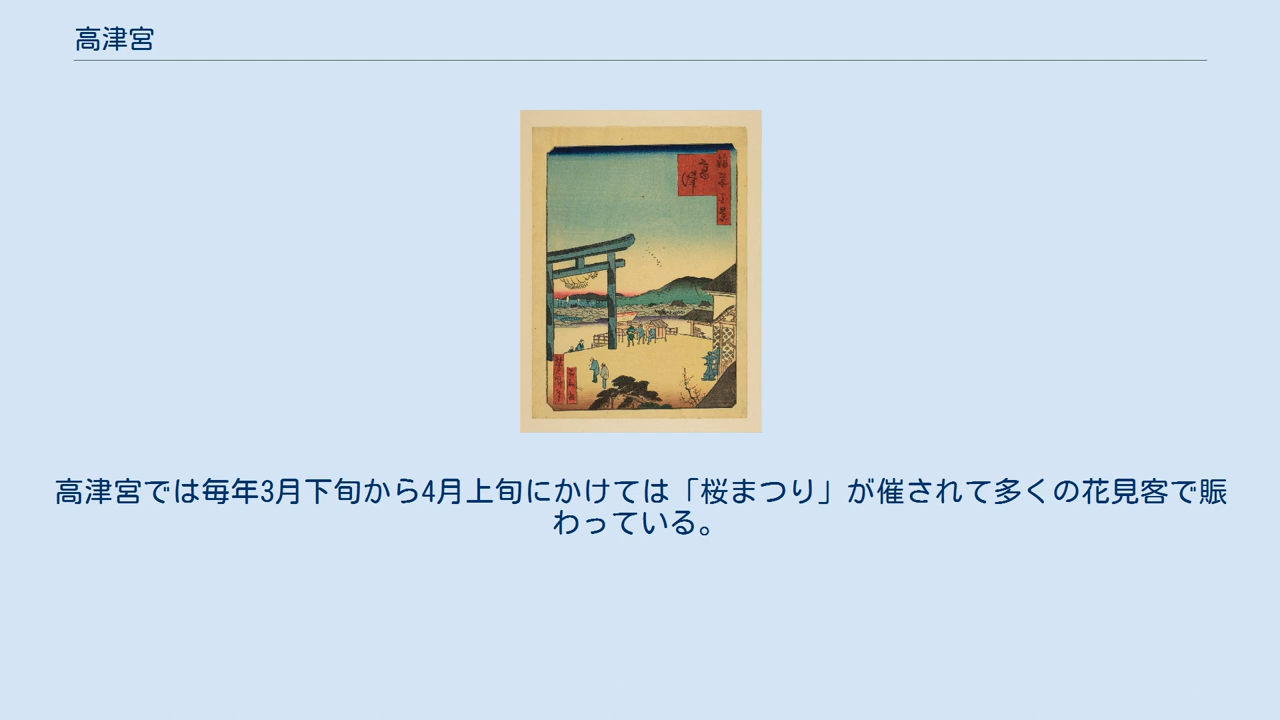 高津宮
高津
高津宮では毎年3月下旬から4月上旬にかけては「桜まつり」が催されて多くの花見客で賑
わっている。